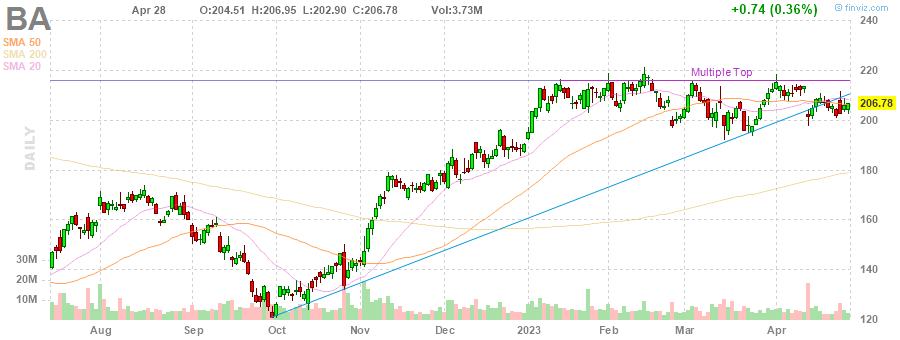 BA Apr 28 O:204.51 H:206.95 L:202.90 C:206.78 Vol:3.73M +0.74 (0.36%) finviz.com
SMA 50
SMA 200
SMA 20
Multiple Top
DAILY
240
220
206.78
200
180
160
140
120
30M
20M
10M
Aug Sep Oct Nov Dec 2023 Feb Mar Apr